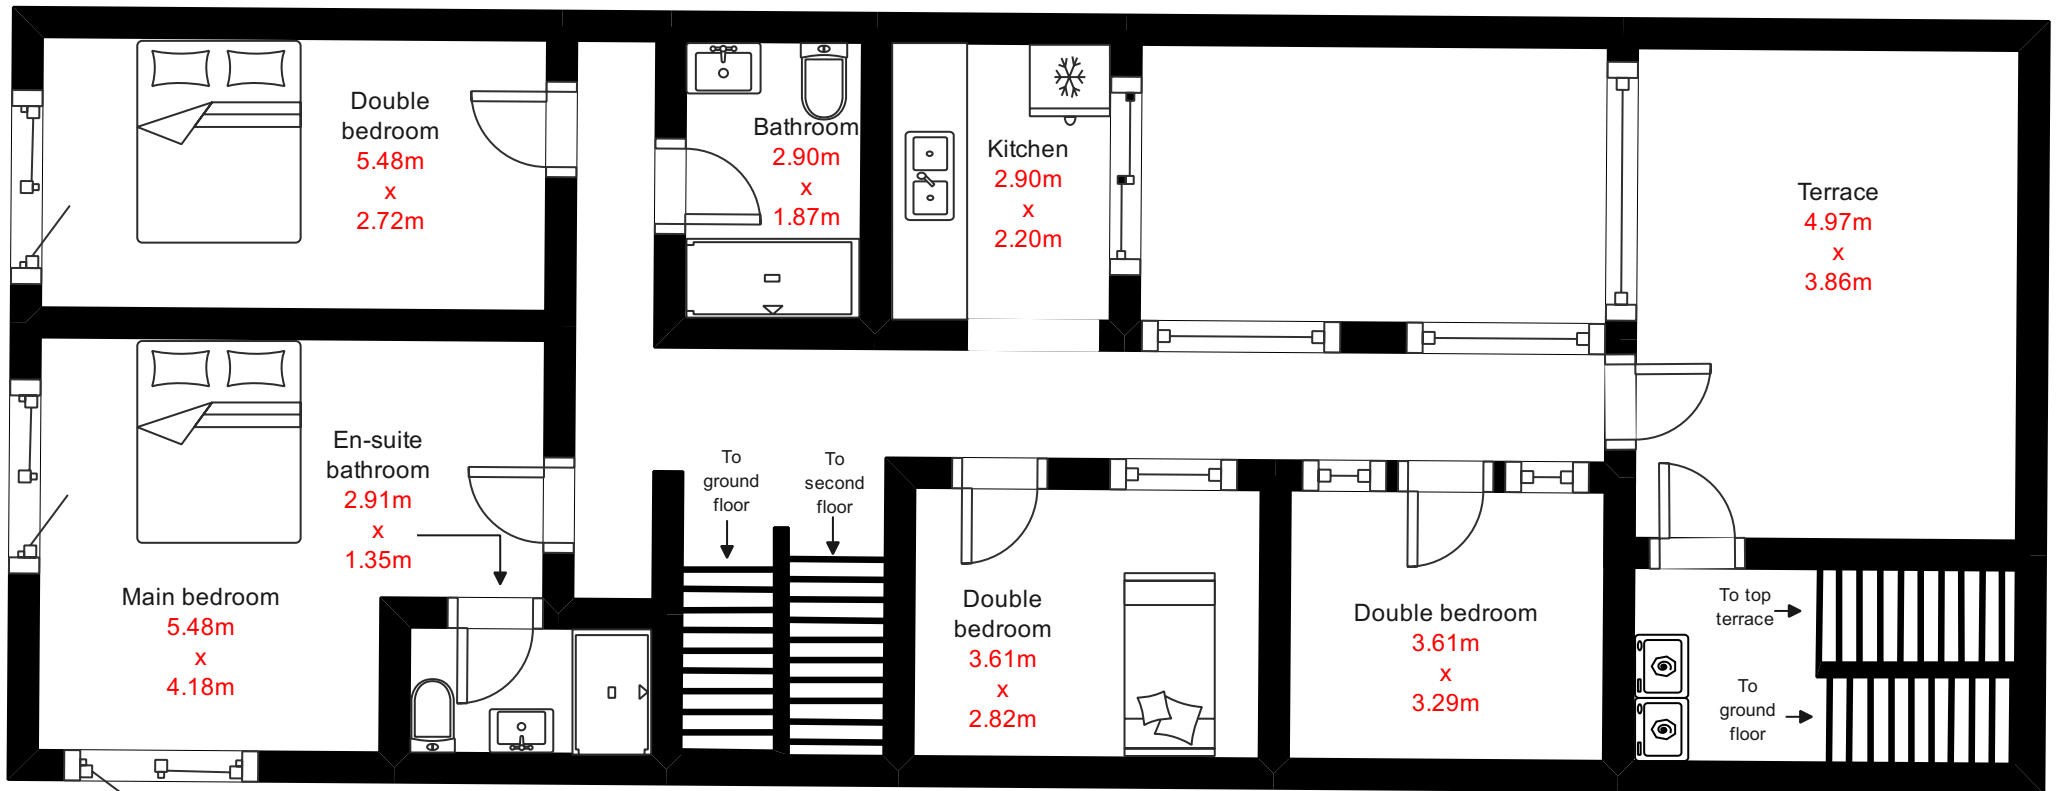 Double
bedroom
5.48m
x
2.72m
Bathroom
2.90m
x
1.87m
Kitchen
2.90m
x
2.20m
Terrace
4.97m
x
3.86m
En-suite
bathroom
2.91m
x
1.35m
Main bedroom
5.48m
x
4.18m
To
ground
floor
To
second
floor
Double
bedroom
3.61m
x
2.82m
Double bedroom
3.61m
x
3.29m
To top
terrace
To
ground
floor